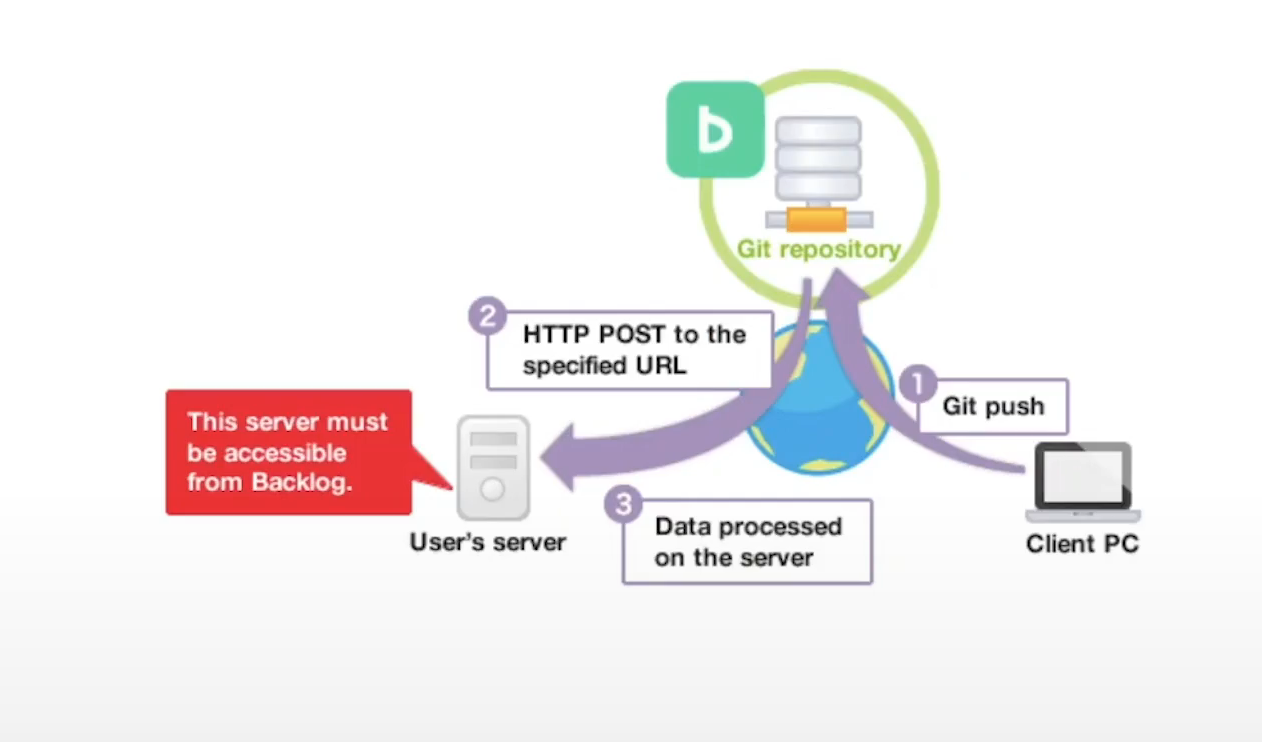 b
Git repository
2
HTTP POST to the
specified URL
1
Git push
This server must
be accessible
from Backlog.
User's server
3
Data processed
on the server
Client PC